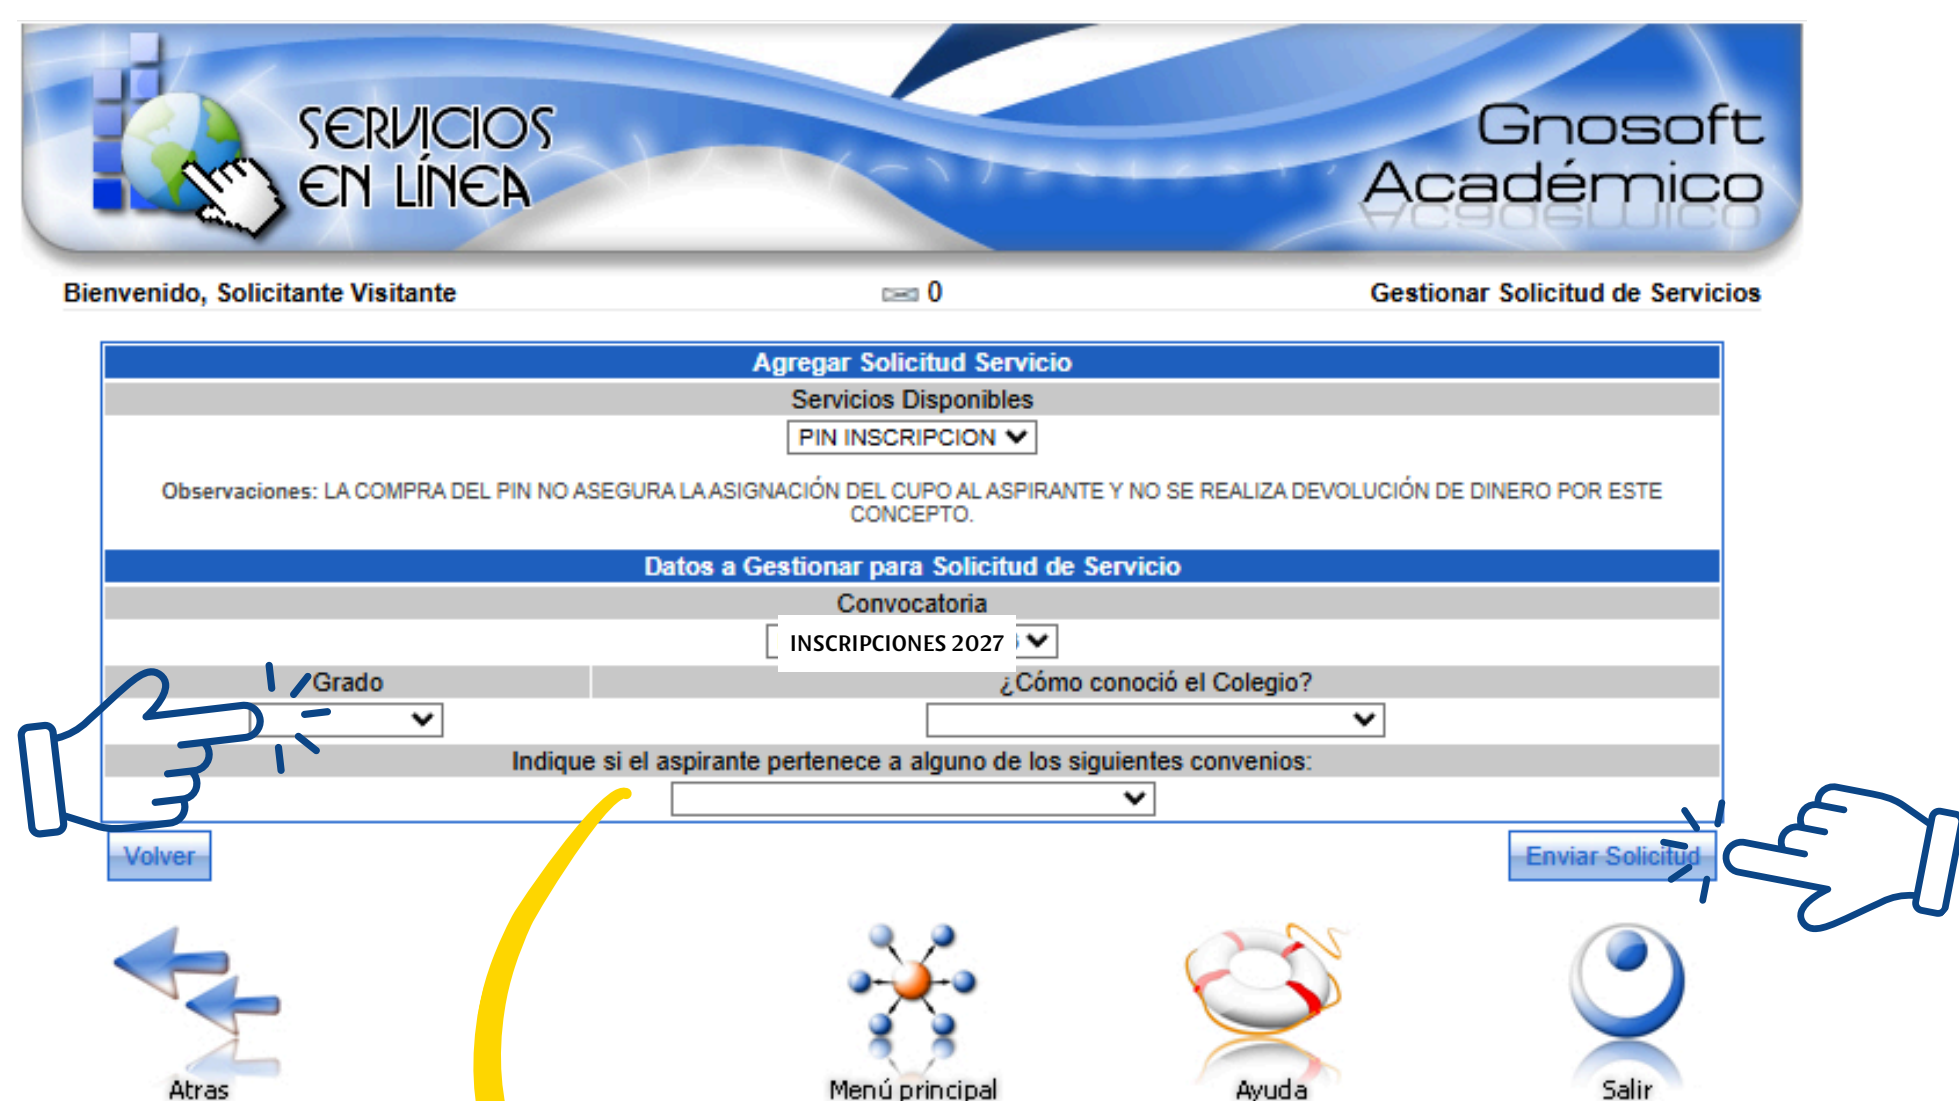 SERVICIOS
EN LÍNEA
Gnosoft
Académico
Bienvenido, Solicitante Visitante
0
Gestionar Solicitud de Servicios
Agregar Solicitud Servicio
Servicios Disponibles
PIN INSCRIPCION
Observaciones: LA COMPRA DEL PIN NO ASEGURA LA ASIGNACIÓN DEL CUPO AL ASPIRANTE Y NO SE REALIZA DEVOLUCIÓN DE DINERO POR ESTE
CONCEPTO.
Datos a Gestionar para Solicitud de Servicio
Convocatoria
INSCRIPCIONES 2027
Grado
¿Cómo conoció el Colegio?
Indique si el aspirante pertenece a alguno de los siguientes convenios:
Volver
Enviar Solicitud
Atras
Menú principal
Ayuda
Salir